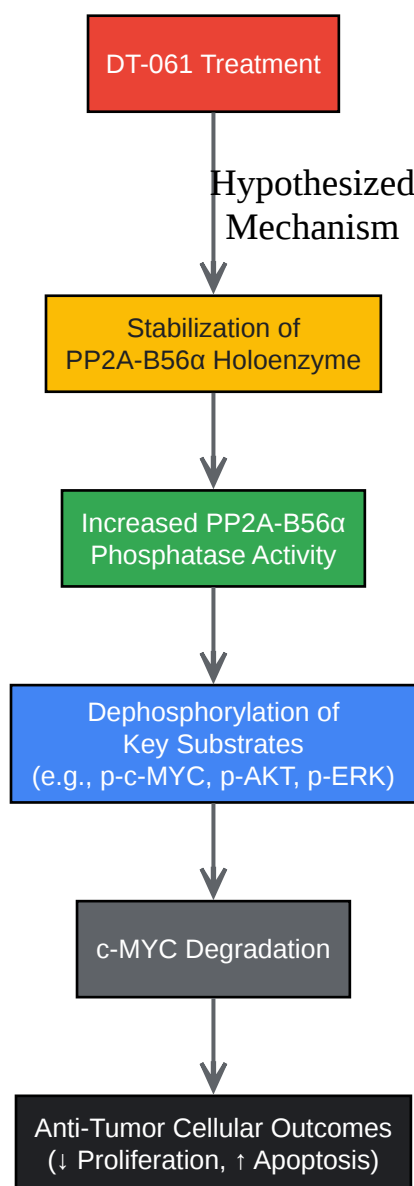 DT-061 Treatment
Hypothesized
Mechanism
Stabilization of
PP2A-B56α Holoenzyme
Increased PP2A-B56α
Phosphatase Activity
Dephosphorylation of
Key Substrates
(e.g., p-c-MYC, p-AKT, p-ERK)
c-MYC Degradation
Anti-Tumor Cellular Outcomes
(↓ Proliferation, ↑ Apoptosis)